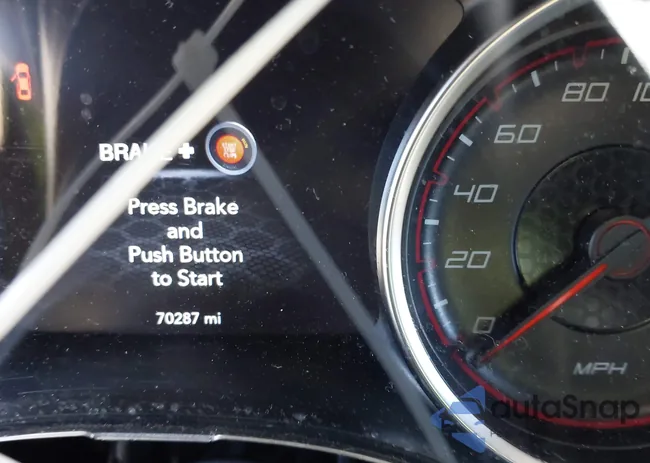 BRAKE +
Press Brake
and
Push Button
to Start
70287 mi
80
60
40
20
0
MPH
autoSnap